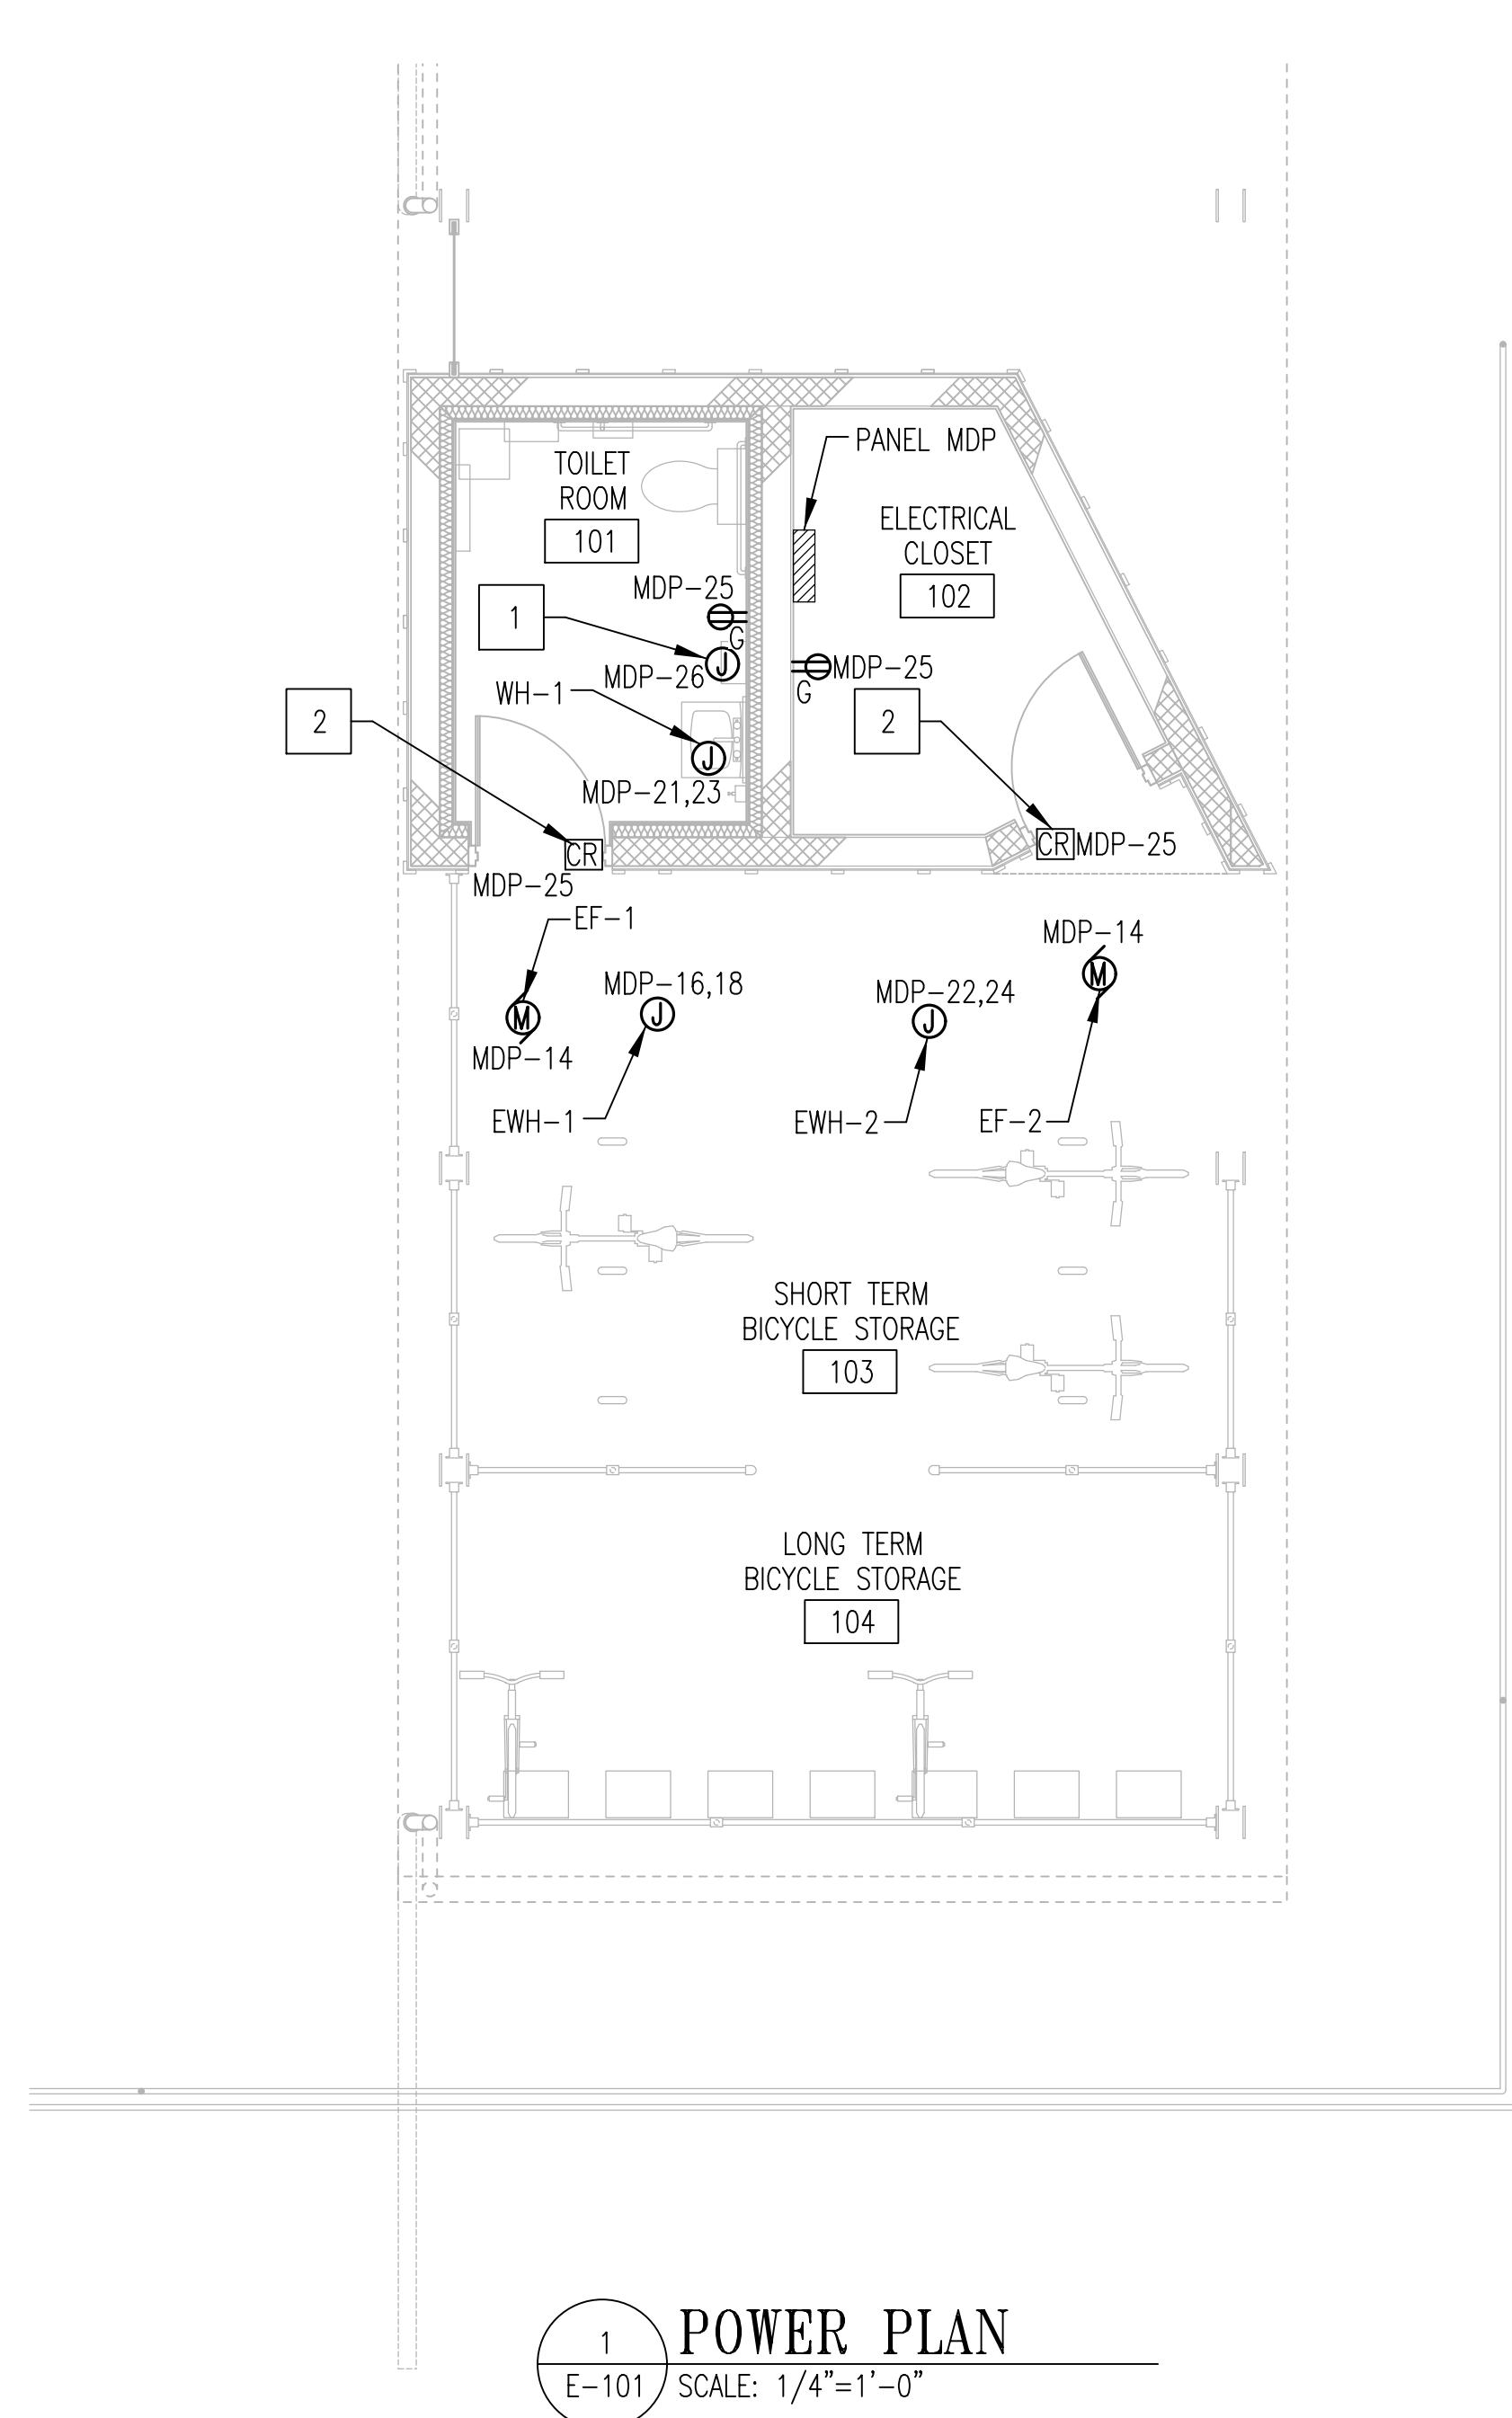 PANEL MDP
TOILET
ROOM
101
ELECTRICAL
CLOSET
102
MDP-25
G
1
J
MDP-26
WH-1
J
MDP-21,23
MDP-25
G
2
2
CR
MDP-25
CR
MDP-25
EF-1
M
MDP-14
MDP-16,18
J
EWH-1
MDP-22,24
J
EWH-2
MDP-14
M
EF-2
SHORT TERM
BICYCLE STORAGE
103
LONG TERM
BICYCLE STORAGE
104
1
E-101
POWER PLAN
SCALE: 1/4"=1'-0"